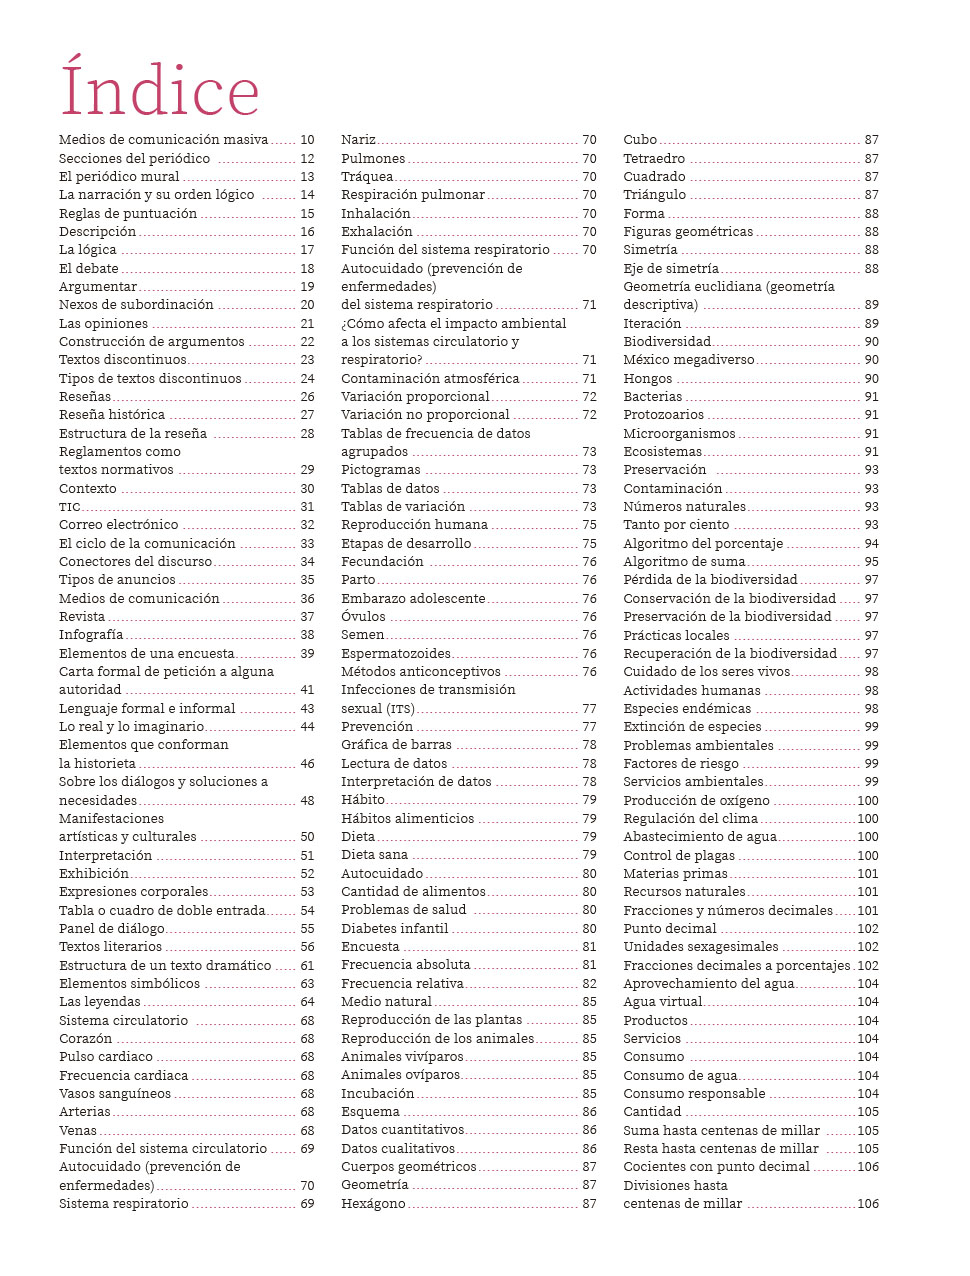 Índice
Medios de comunicación masiva ...... 10
Secciones del periódico ...... 12
El periódico mural ...... 13
La narración y su orden lógico ...... 14
Reglas de puntuación ...... 15
Descripción ...... 16
La lógica ...... 17
El debate ...... 18
Argumentar ...... 19
Nexos de subordinación ...... 20
Las opiniones ...... 21
Construcción de argumentos ...... 22
Textos discontinuos ...... 23
Tipos de textos discontinuos ...... 24
Reseñas ...... 26
Reseña histórica ...... 27
Estructura de la reseña ...... 28
Reglamentos como
textos normativos ...... 29
Contexto ...... 30
TIC ...... 31
Correo electrónico ...... 32
El ciclo de la comunicación ...... 33
Conectores del discurso ...... 34
Tipos de anuncios ...... 35
Medios de comunicación ...... 36
Revista ...... 37
Infografía ...... 38
Elementos de una encuesta ...... 39
Carta formal de petición a alguna
autoridad ...... 41
Lenguaje formal e informal ...... 43
Lo real y lo imaginario ...... 44
Elementos que conforman
la historieta ...... 46
Sobre los diálogos y soluciones a
necesidades ...... 48
Manifestaciones
artísticas y culturales ...... 50
Interpretación ...... 51
Exhibición ...... 52
Expresiones corporales ...... 53
Tabla o cuadro de doble entrada ...... 54
Panel de diálogo ...... 55
Textos literarios ...... 56
Estructura de un texto dramático ...... 61
Elementos simbólicos ...... 63
Las leyendas ...... 64
Sistema circulatorio ...... 68
Corazón ...... 68
Pulso cardiaco ...... 68
Frecuencia cardiaca ...... 68
Vasos sanguíneos ...... 68
Arterias ...... 68
Venas ...... 68
Función del sistema circulatorio ...... 69
Autocuidado (prevención de
enfermedades) ...... 70
Sistema respiratorio ...... 69
Nariz ...... 70
Pulmones ...... 70
Tráquea ...... 70
Respiración pulmonar ...... 70
Inhalación ...... 70
Exhalación ...... 70
Función del sistema respiratorio ...... 70
Autocuidado (prevención de
enfermedades)
del sistema respiratorio ...... 71
¿Cómo afecta el impacto ambiental
a los sistemas circulatorio y
respiratorio? ...... 71
Contaminación atmosférica ...... 71
Variación proporcional ...... 72
Variación no proporcional ...... 72
Tablas de frecuencia de datos
agrupados ...... 73
Pictogramas ...... 73
Tablas de datos ...... 73
Tablas de variación ...... 73
Reproducción humana ...... 75
Etapas de desarrollo ...... 75
Fecundación ...... 76
Parto ...... 76
Embarazo adolescente ...... 76
Óvulos ...... 76
Semen ...... 76
Espermatozoides ...... 76
Métodos anticonceptivos ...... 76
Infecciones de transmisión
sexual (ITS) ...... 77
Prevención ...... 77
Gráfica de barras ...... 78
Lectura de datos ...... 78
Interpretación de datos ...... 78
Hábito ...... 79
Hábitos alimenticios ...... 79
Dieta ...... 79
Dieta sana ...... 79
Autocuidado ...... 80
Cantidad de alimentos ...... 80
Problemas de salud ...... 80
Diabetes infantil ...... 80
Encuesta ...... 81
Frecuencia absoluta ...... 81
Frecuencia relativa ...... 82
Medio natural ...... 85
Reproducción de las plantas ...... 85
Reproducción de los animales ...... 85
Animales vivíparos ...... 85
Animales ovíparos ...... 85
Incubación ...... 85
Esquema ...... 86
Datos cuantitativos ...... 86
Datos cualitativos ...... 86
Cuerpos geométricos ...... 87
Geometría ...... 87
Hexágono ...... 87
Cubo ...... 87
Tetraedro ...... 87
Cuadrado ...... 87
Triángulo ...... 87
Forma ...... 88
Figuras geométricas ...... 88
Simetría ...... 88
Eje de simetría ...... 88
Geometría euclidiana (geometría
descriptiva) ...... 89
Iteración ...... 89
Biodiversidad ...... 90
México megadiverso ...... 90
Hongos ...... 90
Bacterias ...... 91
Protozoarios ...... 91
Microorganismos ...... 91
Ecosistemas ...... 91
Preservación ...... 93
Contaminación ...... 93
Números naturales ...... 93
Tanto por ciento ...... 93
Algoritmo del porcentaje ...... 94
Algoritmo de suma ...... 95
Pérdida de la biodiversidad ...... 97
Conservación de la biodiversidad ...... 97
Preservación de la biodiversidad ...... 97
Prácticas locales ...... 97
Recuperación de la biodiversidad ...... 97
Cuidado de los seres vivos ...... 98
Actividades humanas ...... 98
Especies endémicas ...... 98
Extinción de especies ...... 99
Problemas ambientales ...... 99
Factores de riesgo ...... 99
Servicios ambientales ...... 99
Producción de oxígeno ...... 100
Regulación del clima ...... 100
Abastecimiento de agua ...... 100
Control de plagas ...... 100
Materias primas ...... 101
Recursos naturales ...... 101
Fracciones y números decimales ...... 101
Punto decimal ...... 102
Unidades sexagesimales ...... 102
Fracciones decimales a porcentajes . 102
Aprovechamiento del agua ...... 104
Agua virtual ...... 104
Productos ...... 104
Servicios ...... 104
Consumo ...... 104
Consumo de agua ...... 104
Consumo responsable ...... 104
Cantidad ...... 105
Suma hasta centenas de millar ...... 105
Resta hasta centenas de millar ...... 105
Cocientes con punto decimal ...... 106
Divisiones hasta
centenas de millar ...... 106